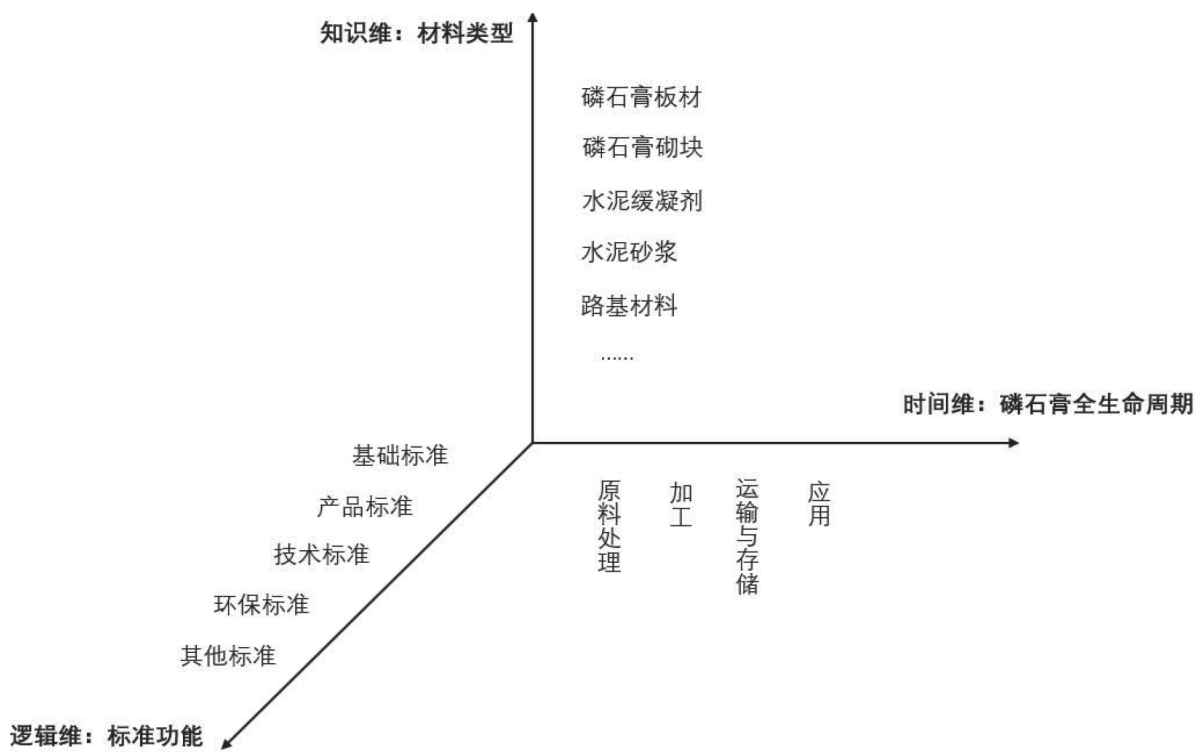 知识维：材料类型
磷石膏板材
磷石膏砌块
水泥缓凝剂
水泥砂浆
路基材料
……
时间维：磷石膏全生命周期
原料处理
加工
运输与存储
应用
基础标准
产品标准
技术标准
环保标准
其他标准
逻辑维：标准功能